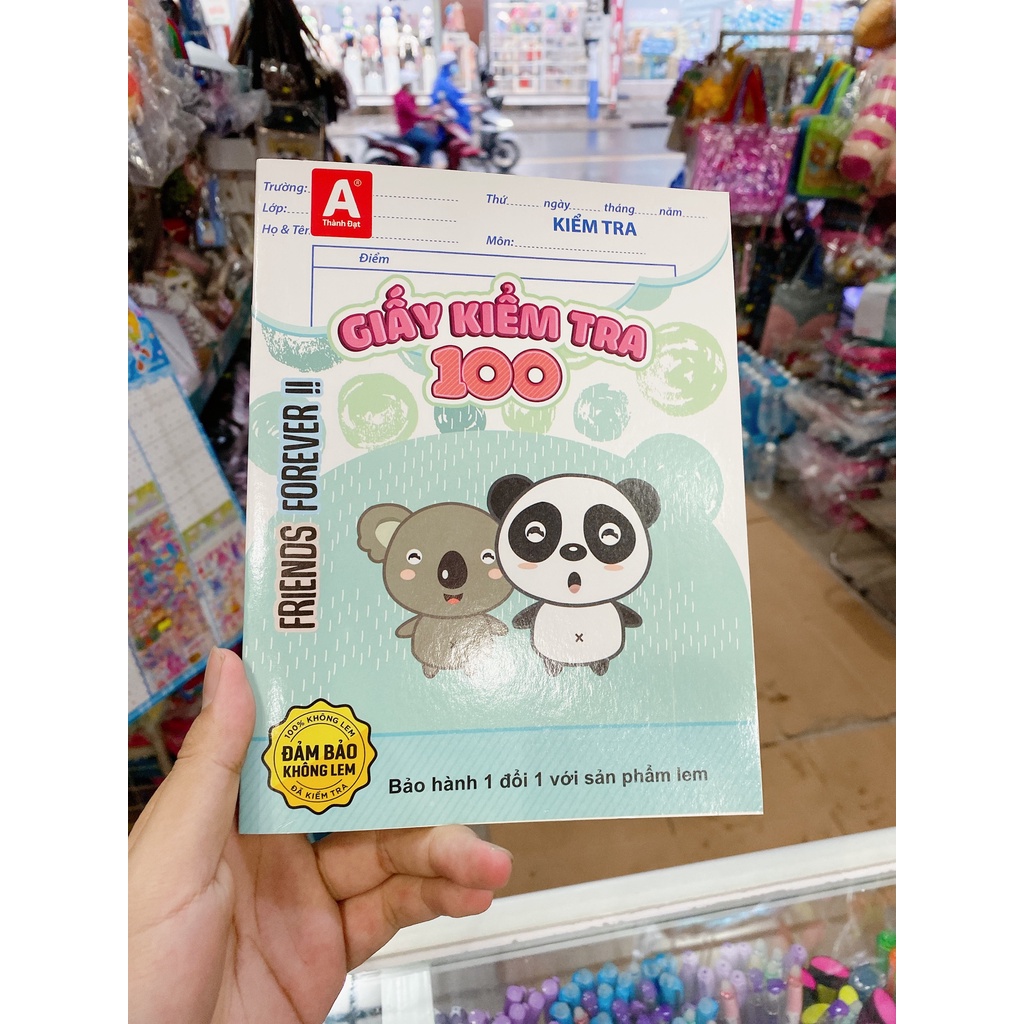 Trường:
A®
Thành Đạt
Thứ ngày tháng năm
Lớp:
KIỂM TRA
Họ & Tên
Môn:
Điểm
GIẤY KIỂM TRA
100
FRIENDS FOREVER !!
100% KHÔNG LEM
ĐẢM BẢO
KHÔNG LEM
ĐÃ KIỂM TRA
Bảo hành 1 đổi 1 với sản phẩm lem